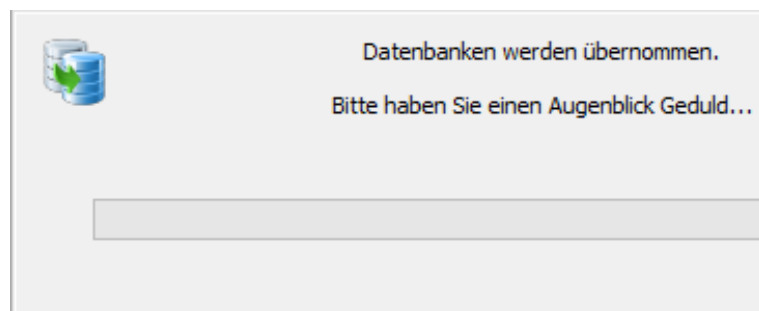 Datenbanken werden übernommen.
Bitte haben Sie einen Augenblick Geduld...